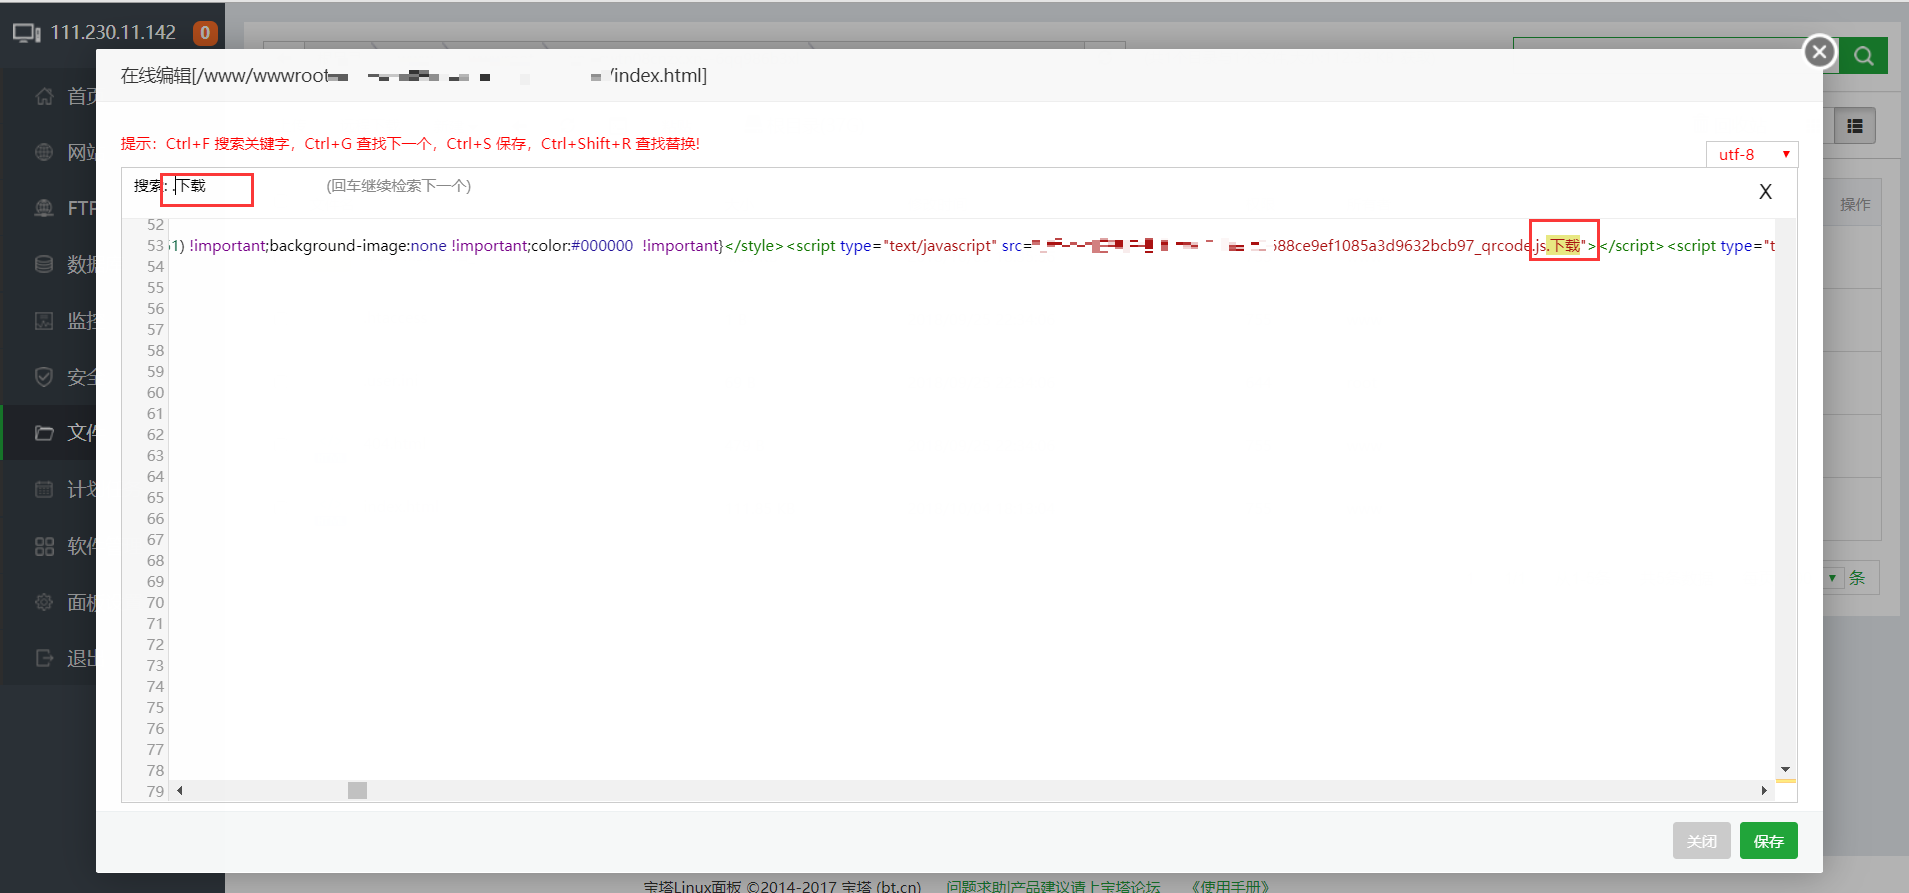 111.230.11.142 0
在线编辑[/www/wwwroot /index.html]
提示：Ctrl+F 搜索关键字，Ctrl+G 查找下一个，Ctrl+S 保存，Ctrl+Shift+R 查找替换!
utf-8
搜索: .下载 (回车继续检索下一个) X
52
53 1) !important;background-image:none !important;color:#000000 !important}</style><script type="text/javascript" src=" 688ce9ef1085a3d9632bcb97_qrcode.js.下载"></script><script type="t
54
55
56
57
58
59
60
61
62
63
64
65
66
67
68
69
70
71
72
73
74
75
76
77
78
79
首页
网站
FTP
数据
监控
安全
文件
计划
软件
面板
退出
操作
条
关闭 保存
宝塔Linux面板 ©2014-2017 宝塔 (bt.cn) 问题求助|产品建议请上宝塔论坛 《使用手册》